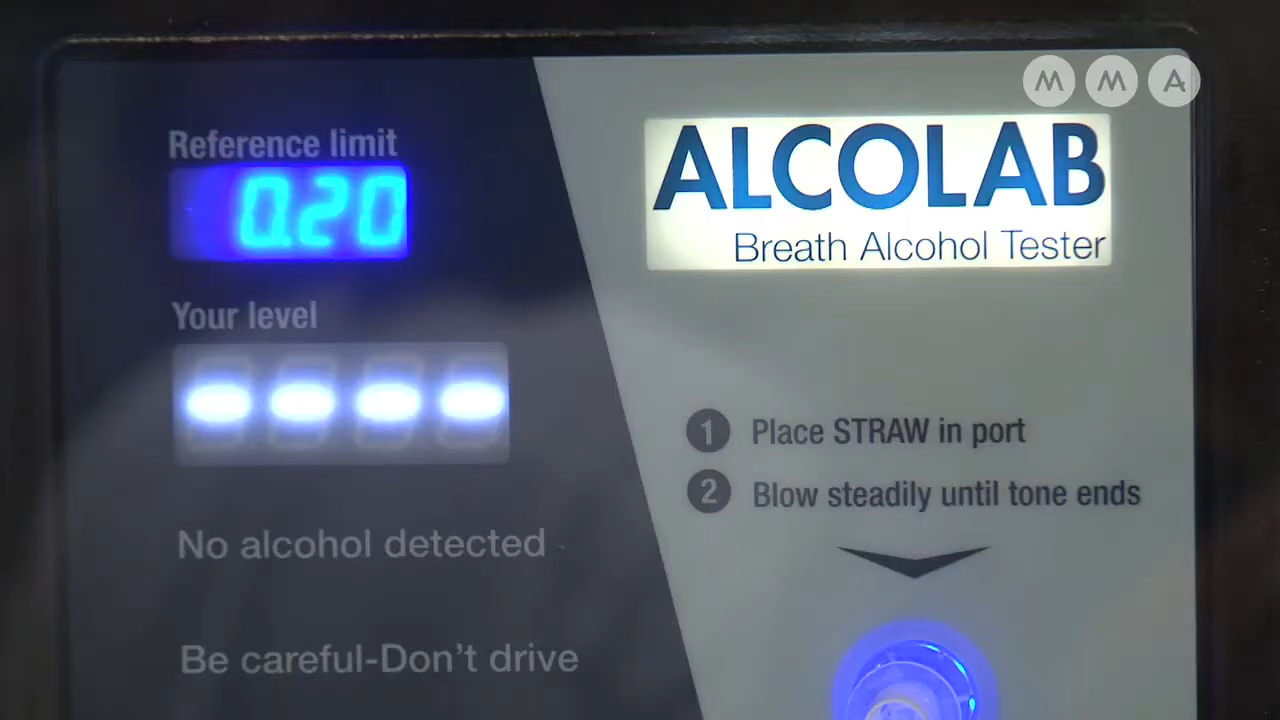 M M A
Reference limit
0.20
Your level
- - - -
No alcohol detected
Be careful-Don't drive
ALCOLAB
Breath Alcohol Tester
1 Place STRAW in port
2 Blow steadily until tone ends